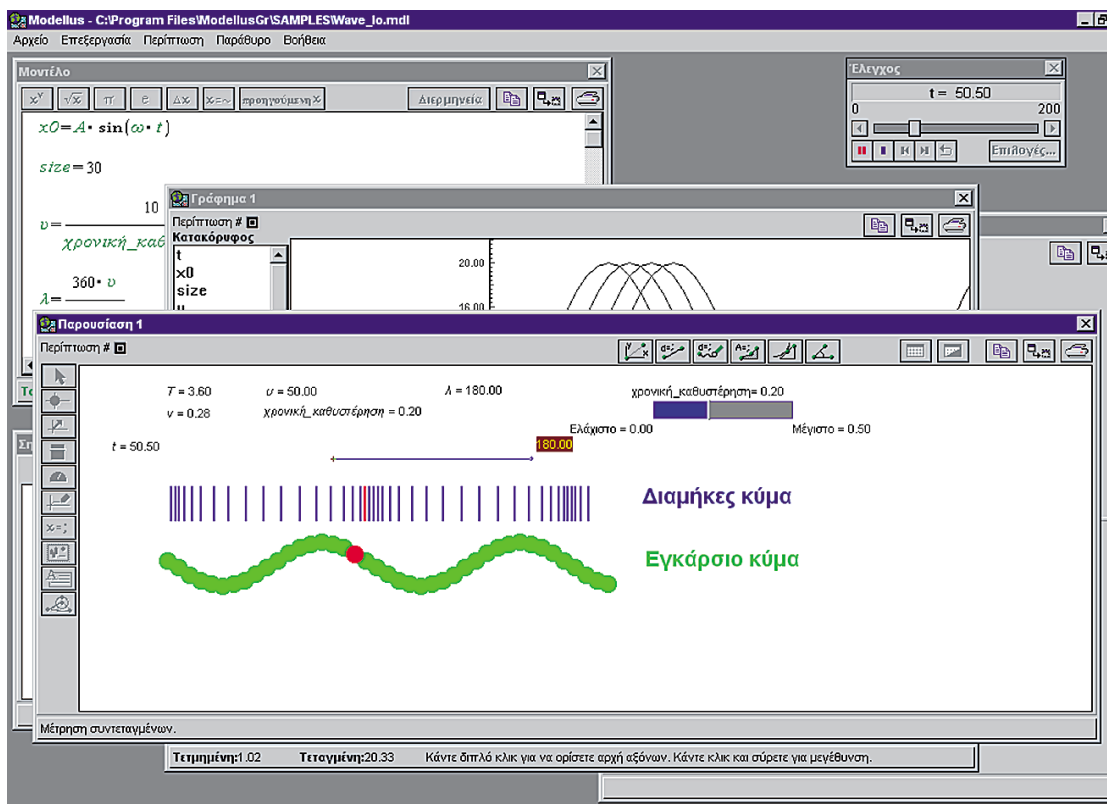 Modellus - C:\Program Files\ModellusGr\SAMPLES\Wave_lo.mdl
Αρχείο Επεξεργασία Περίπτωση Παράθυρο Βοήθεια
Μοντέλο
x^y √x π e Δx x=~ προηγούμενη x Διερμηνεία
x0=A· sin(ω· t)
size=30
10
υ=
χρονική_καθ
360· υ
λ=
Έλεγχος
t = 50.50
0 200
Επιλογές...
Γράφημα 1
Περίπτωση #
Κατακόρυφος
t
x0
size
20.00
16.00
Παρουσίαση 1
Περίπτωση #
T = 3.60 υ = 50.00 λ = 180.00 χρονική_καθυστέρηση= 0.20
ν = 0.28 χρονική_καθυστέρηση = 0.20
Ελάχιστο = 0.00 Μέγιστο = 0.50
t = 50.50 180.00
Διαμήκες κύμα
Εγκάρσιο κύμα
Μέτρηση συντεταγμένων.
Τετμημένη:1.02 Τεταγμένη:20.33 Κάντε διπλό κλικ για να ορίσετε αρχή αξόνων. Κάντε κλικ και σύρετε για μεγέθυνση.